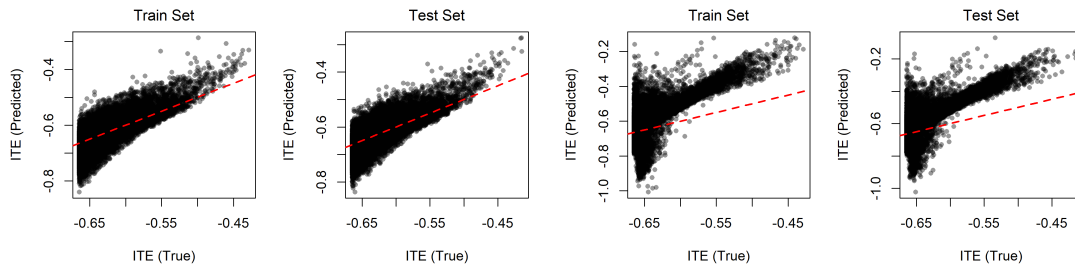 Train Set
ITE (Predicted)
-0.4
-0.6
-0.8
-0.65
-0.55
-0.45
ITE (True)
Test Set
ITE (Predicted)
-0.4
-0.6
-0.8
-0.65
-0.55
-0.45
ITE (True)
Train Set
ITE (Predicted)
-0.2
-0.4
-0.6
-0.8
-1.0
-0.65
-0.55
-0.45
ITE (True)
Test Set
ITE (Predicted)
-0.2
-0.6
-1.0
-0.65
-0.55
-0.45
ITE (True)